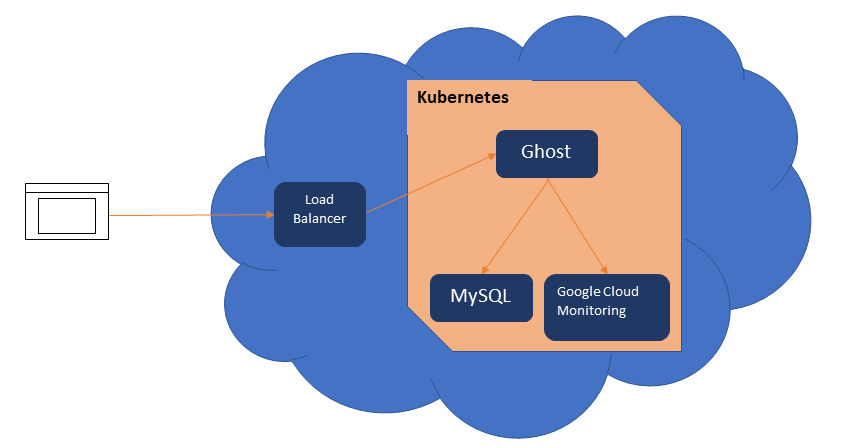 Kubernetes
Ghost
Load
Balancer
MySQL
Google Cloud
Monitoring